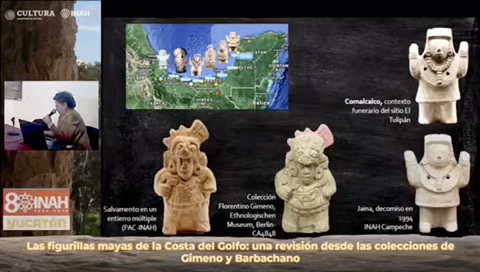 CULTURA
INAH
Comalcalco, contexto
funerario del sitio El
Tulipán
Salvamento en un
entierro múltiple
(PAC-INAH)
Colección
Florentino Gimeno,
Ethnologischen
Museum, Berlin-
CA4848
Jaina, decomiso en
1994
INAH Campeche
80 INAH
YUCATÁN
Las figurillas mayas de la Costa del Golfo: una revisión desde las colecciones de
Gimeno y Barbachano